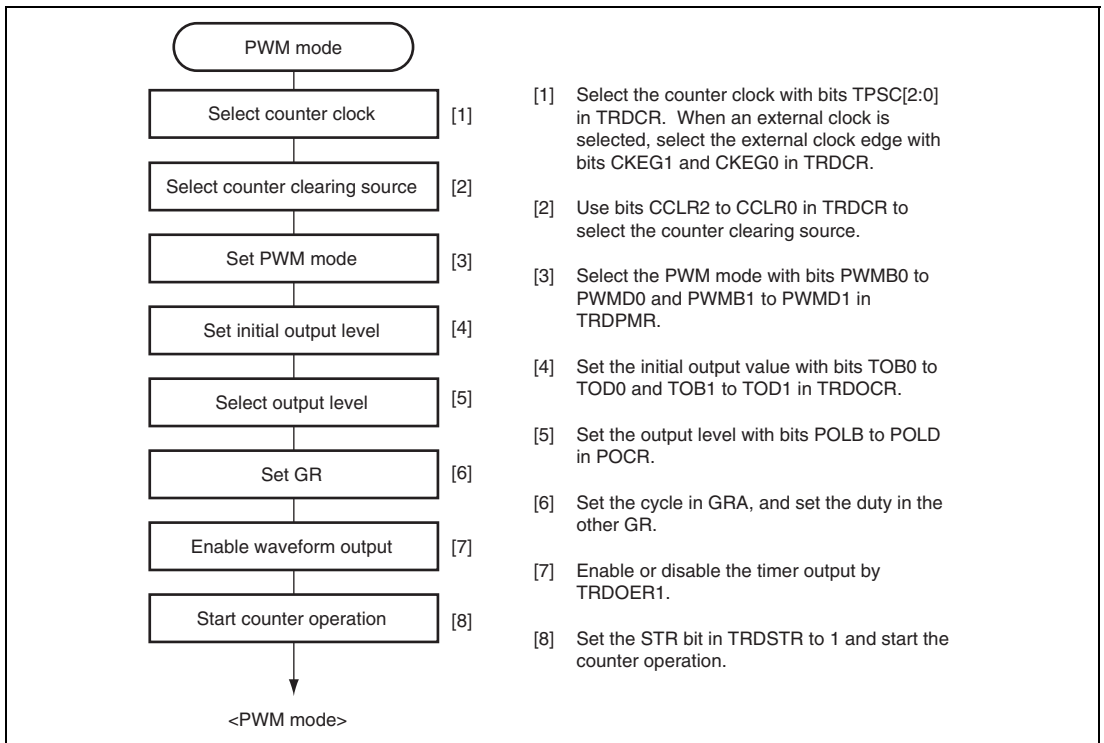 PWM mode
Select counter clock
[1]
Select counter clearing source
[2]
Set PWM mode
[3]
Set initial output level
[4]
Select output level
[5]
Set GR
[6]
Enable waveform output
[7]
Start counter operation
[8]
<PWM mode>
[1] Select the counter clock with bits TPSC[2:0]
in TRDCR. When an external clock is
selected, select the external clock edge with
bits CKEG1 and CKEG0 in TRDCR.
[2] Use bits CCLR2 to CCLR0 in TRDCR to
select the counter clearing source.
[3] Select the PWM mode with bits PWMB0 to
PWMD0 and PWMB1 to PWMD1 in
TRDPMR.
[4] Set the initial output value with bits TOB0 to
TOD0 and TOB1 to TOD1 in TRDOCR.
[5] Set the output level with bits POLB to POLD
in POCR.
[6] Set the cycle in GRA, and set the duty in the
other GR.
[7] Enable or disable the timer output by
TRDOER1.
[8] Set the STR bit in TRDSTR to 1 and start the
counter operation.